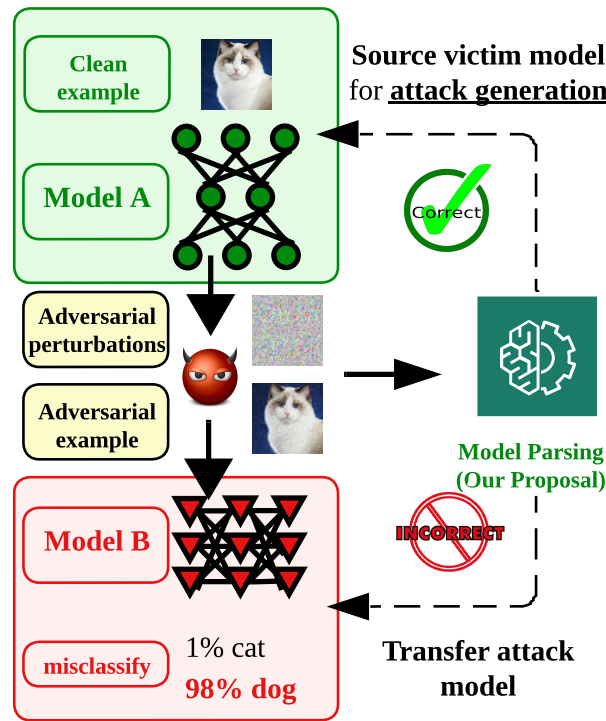 Clean
example
Source victim model
for attack generation
Model A
Correct
Adversarial
perturbations
Adversarial
example
Model Parsing
(Our Proposal)
INCORRECT
Model B
misclassify
1% cat
98% dog
Transfer attack
model